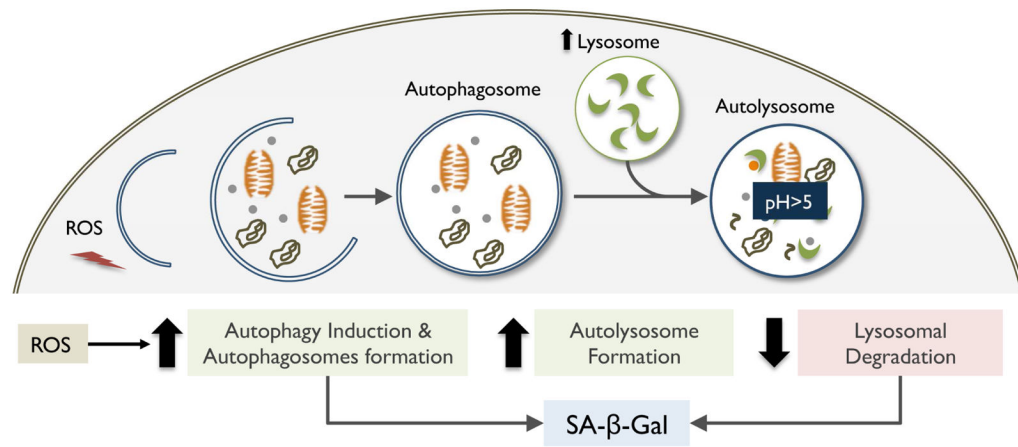 Lysosome
Autophagosome
Autolysosome
pH>5
ROS
ROS
Autophagy Induction &
Autophagosomes formation
Autolysosome
Formation
Lysosomal
Degradation
SA-β-Gal